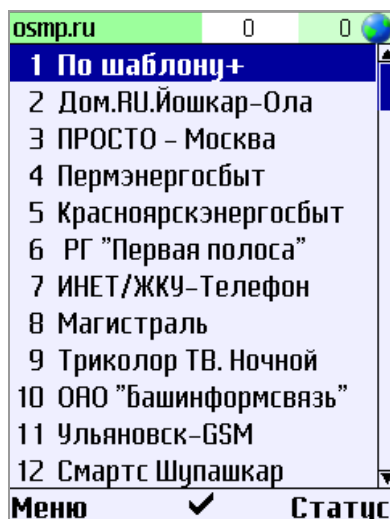 osmp.ru 0 0
1 По шаблону+
2 Дом.RU.Йошкар-Ола
3 ПРОСТО - Москва
4 Пермэнергосбыт
5 Красноярскэнергосбыт
6 РГ "Первая полоса"
7 ИНЕТ/ЖКУ-Телефон
8 Магистраль
9 Триколор ТВ. Ночной
10 ОАО "Башинформсвязь"
11 Ульяновск-GSM
12 Смартс Шупашкар
Меню Статус